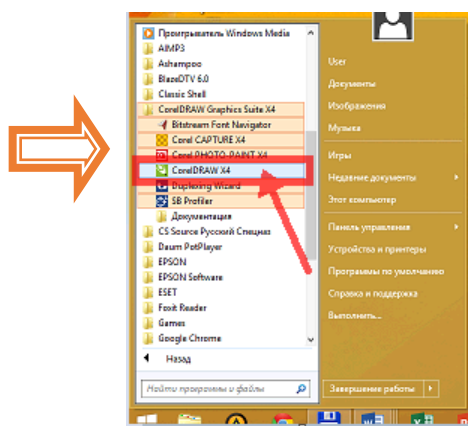 Проигрыватель Windows Media
AIMP3
Ashampoo
BlazeDTV 6.0
Classic Shell
CorelDRAW Graphics Suite X4
Bitstream Font Navigator
Corel CAPTURE X4
Corel PHOTO-PAINT X4
CorelDRAW X4
Duplexing Wizard
SB Profiler
Документация
CS Source Русский Спецназ
Daum PotPlayer
EPSON
EPSON Software
ESET
Foxit Reader
Games
Google Chrome
Назад
Найти программы и файлы
User
Документы
Изображения
Музыка
Игры
Недавние документы
Этот компьютер
Панель управления
Устройства и принтеры
Программы по умолчанию
Справка и поддержка
Выполнить...
Завершение работы